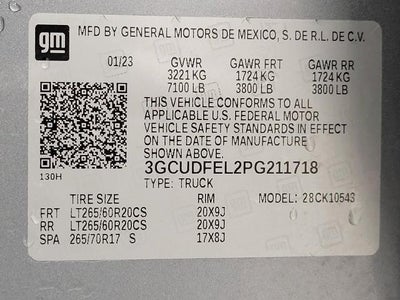 gm MFD BY GENERAL MOTORS DE MEXICO, S. DE R.L. DE C.V.
01/23 GVWR GAWR FRT GAWR RR
3221 KG 1724 KG 1724 KG
7100 LB 3800 LB 3800 LB
THIS VEHICLE CONFORMS TO ALL
APPLICABLE U.S. FEDERAL MOTOR
VEHICLE SAFETY STANDARDS IN EFFECT
ON THE DATE OF MANUFACTURE
SHOWN ABOVE.
3GCUDFEL2PG211718
130H TYPE: TRUCK
TIRE SIZE RIM MODEL: 28CK10543
FRT LT265/60R20CS 20X9J
RR LT265/60R20CS 20X9J
SPA 265/70R17 S 17X8J